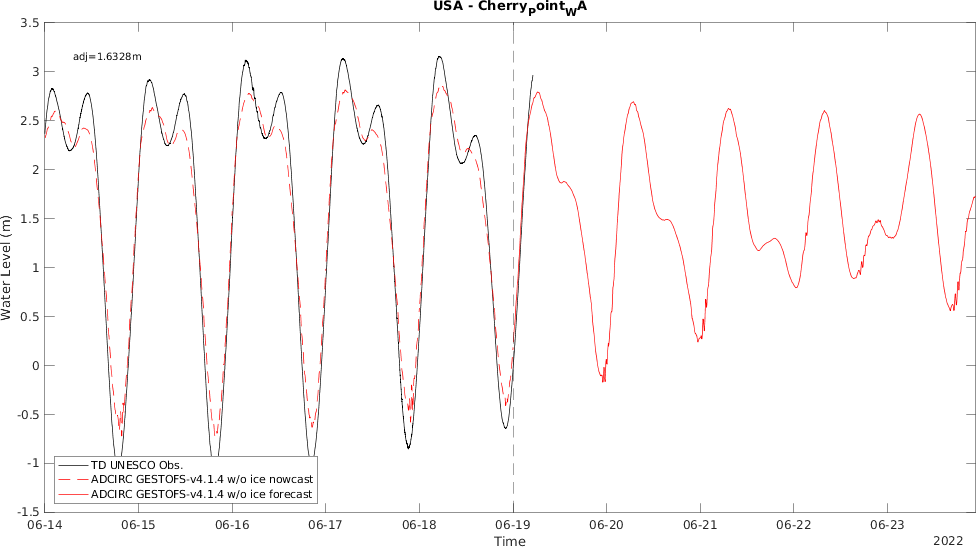 USA - CherryPointWA
adj=1.6328m
3.5
3
2.5
2
1.5
1
0.5
0
-0.5
-1
-1.5
Water Level (m)
TD UNESCO Obs.
ADCIRC GESTOFS-v4.1.4 w/o ice nowcast
ADCIRC GESTOFS-v4.1.4 w/o ice forecast
06-14 06-15 06-16 06-17 06-18 06-19 06-20 06-21 06-22 06-23
Time
2022